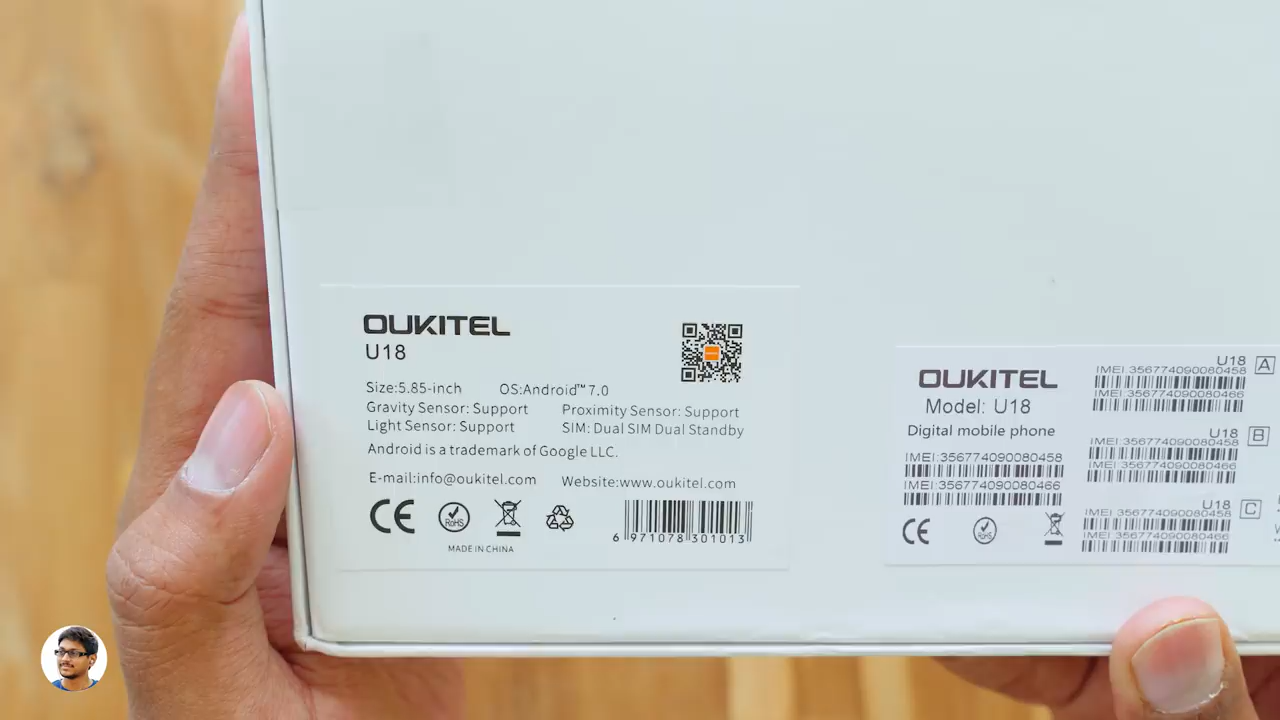 OUKITEL
U18
Size:5.85-inch OS:Android™ 7.0
Gravity Sensor: Support Proximity Sensor: Support
Light Sensor: Support SIM: Dual SIM Dual Standby
Android is a trademark of Google LLC.
E-mail:info@oukitel.com Website:www.oukitel.com
CE RoHS
MADE IN CHINA
6 971078 301013
OUKITEL
Model: U18
Digital mobile phone
IMEI:356774090080458
IMEI:356774090080466
CE RoHS
U18 A
IMEI:356774090080458
IMEI:356774090080466
U18 B
IMEI:356774090080458
IMEI:356774090080466
U18 C
IMEI:356774090080458
IMEI:356774090080466